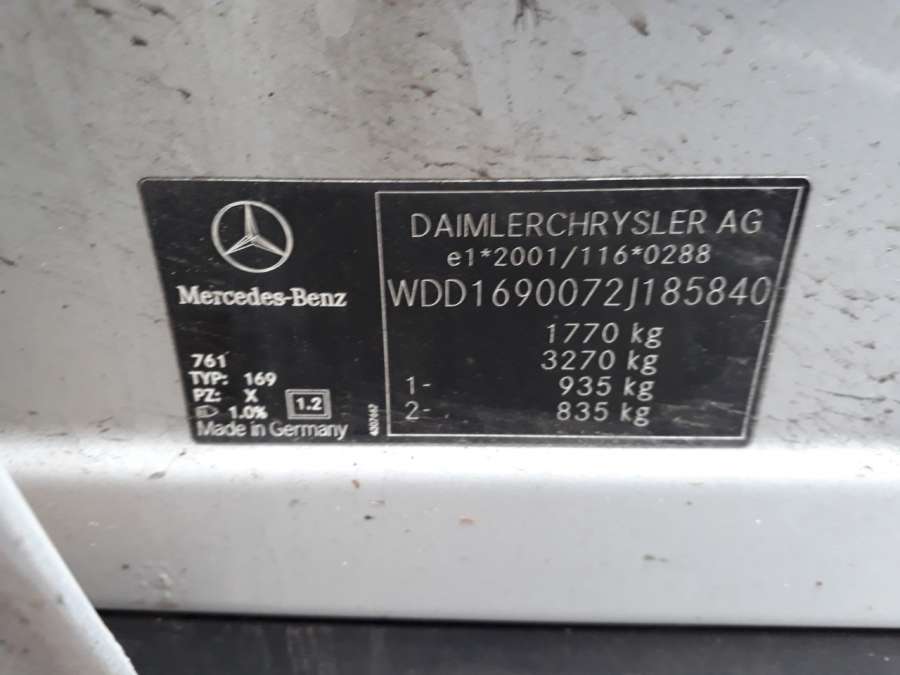 Mercedes-Benz
761
TYP: 169
PZ: X
1.0%
1.2
Made in Germany
DAIMLERCHRYSLER AG
e1*2001/116*0288
WDD1690072J185840
1770 kg
3270 kg
1- 935 kg
2- 835 kg